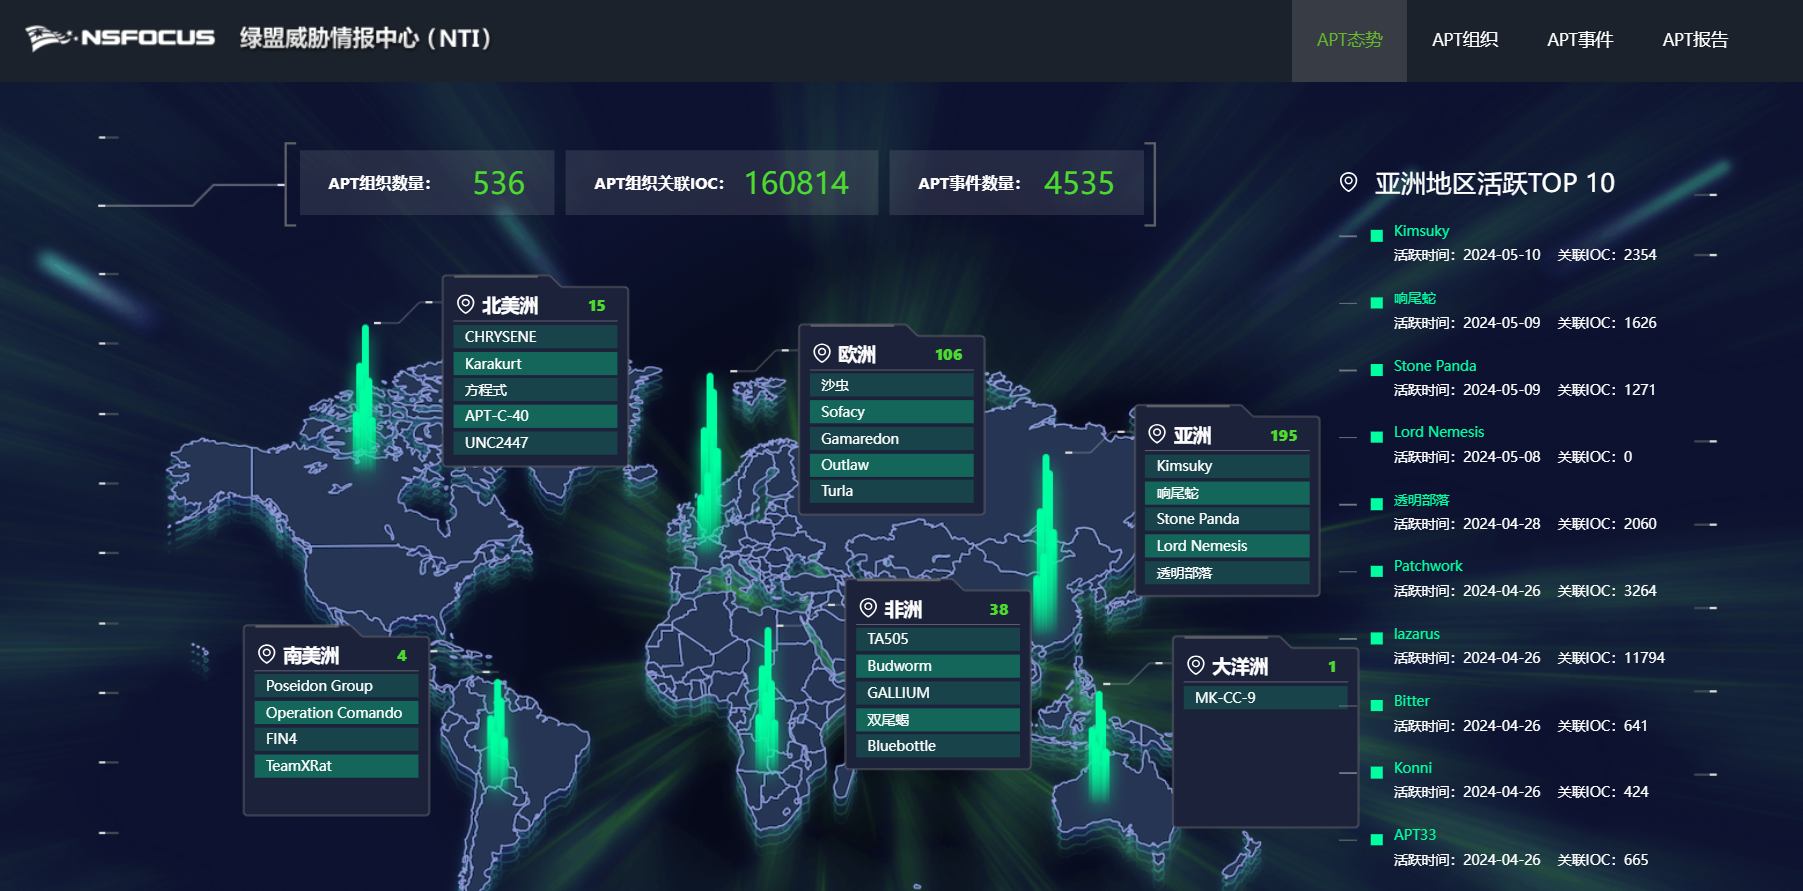 NSFOCUS 绿盟威胁情报中心（NTI）
APT态势 APT组织 APT事件 APT报告
APT组织数量： 536
APT组织关联IOC： 160814
APT事件数量： 4535
北美洲 15
CHRYSENE
Karakurt
方程式
APT-C-40
UNC2447
欧洲 106
沙虫
Sofacy
Gamaredon
Outlaw
Turla
亚洲 195
Kimsuky
响尾蛇
Stone Panda
Lord Nemesis
透明部落
非洲 38
TA505
Budworm
GALLIUM
双尾蝎
Bluebottle
南美洲 4
Poseidon Group
Operation Comando
FIN4
TeamXRat
大洋洲 1
MK-CC-9
亚洲地区活跃TOP 10
Kimsuky
活跃时间：2024-05-10 关联IOC：2354
响尾蛇
活跃时间：2024-05-09 关联IOC：1626
Stone Panda
活跃时间：2024-05-09 关联IOC：1271
Lord Nemesis
活跃时间：2024-05-08 关联IOC：0
透明部落
活跃时间：2024-04-28 关联IOC：2060
Patchwork
活跃时间：2024-04-26 关联IOC：3264
lazarus
活跃时间：2024-04-26 关联IOC：11794
Bitter
活跃时间：2024-04-26 关联IOC：641
Konni
活跃时间：2024-04-26 关联IOC：424
APT33
活跃时间：2024-04-26 关联IOC：665